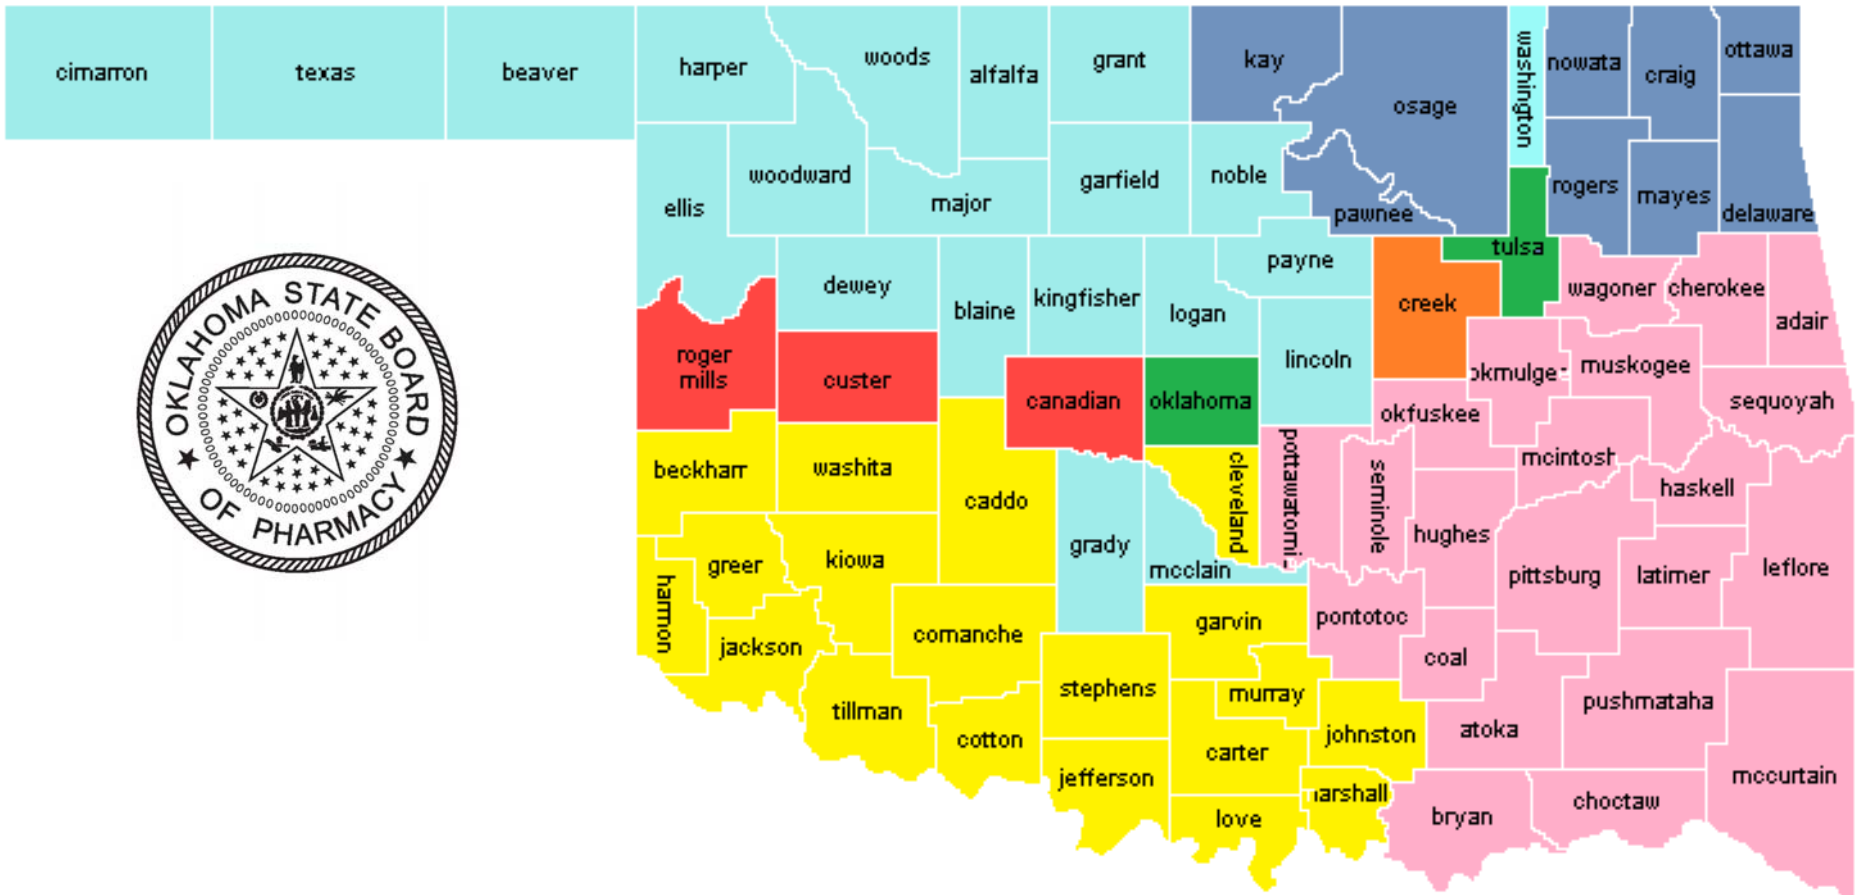 cimarron
texas
beaver
harper
woods
alfalfa
grant
kay
osage
washington
nowata
craig
ottawa
ellis
woodward
major
garfield
noble
pawnee
rogers
mayes
delaware
tulsa
dewey
blaine
kingfisher
logan
payne
creek
wagoner
cherokee
adair
roger
mills
custer
canadian
oklahoma
lincoln
okmulge
muskogee
sequoyah
okfuskee
OKLAHOMA STATE BOARD
OF PHARMACY
beckham
washita
caddo
cleveland
pottawatomi
seminole
hughes
mcintosh
haskell
harmon
greer
kiowa
grady
mcclain
pittsburg
latimer
leflore
jackson
comanche
garvin
pontotoc
coal
tillman
stephens
murray
johnston
atoka
pushmataha
cotton
carter
jefferson
marshall
mccurtain
love
bryan
choctaw